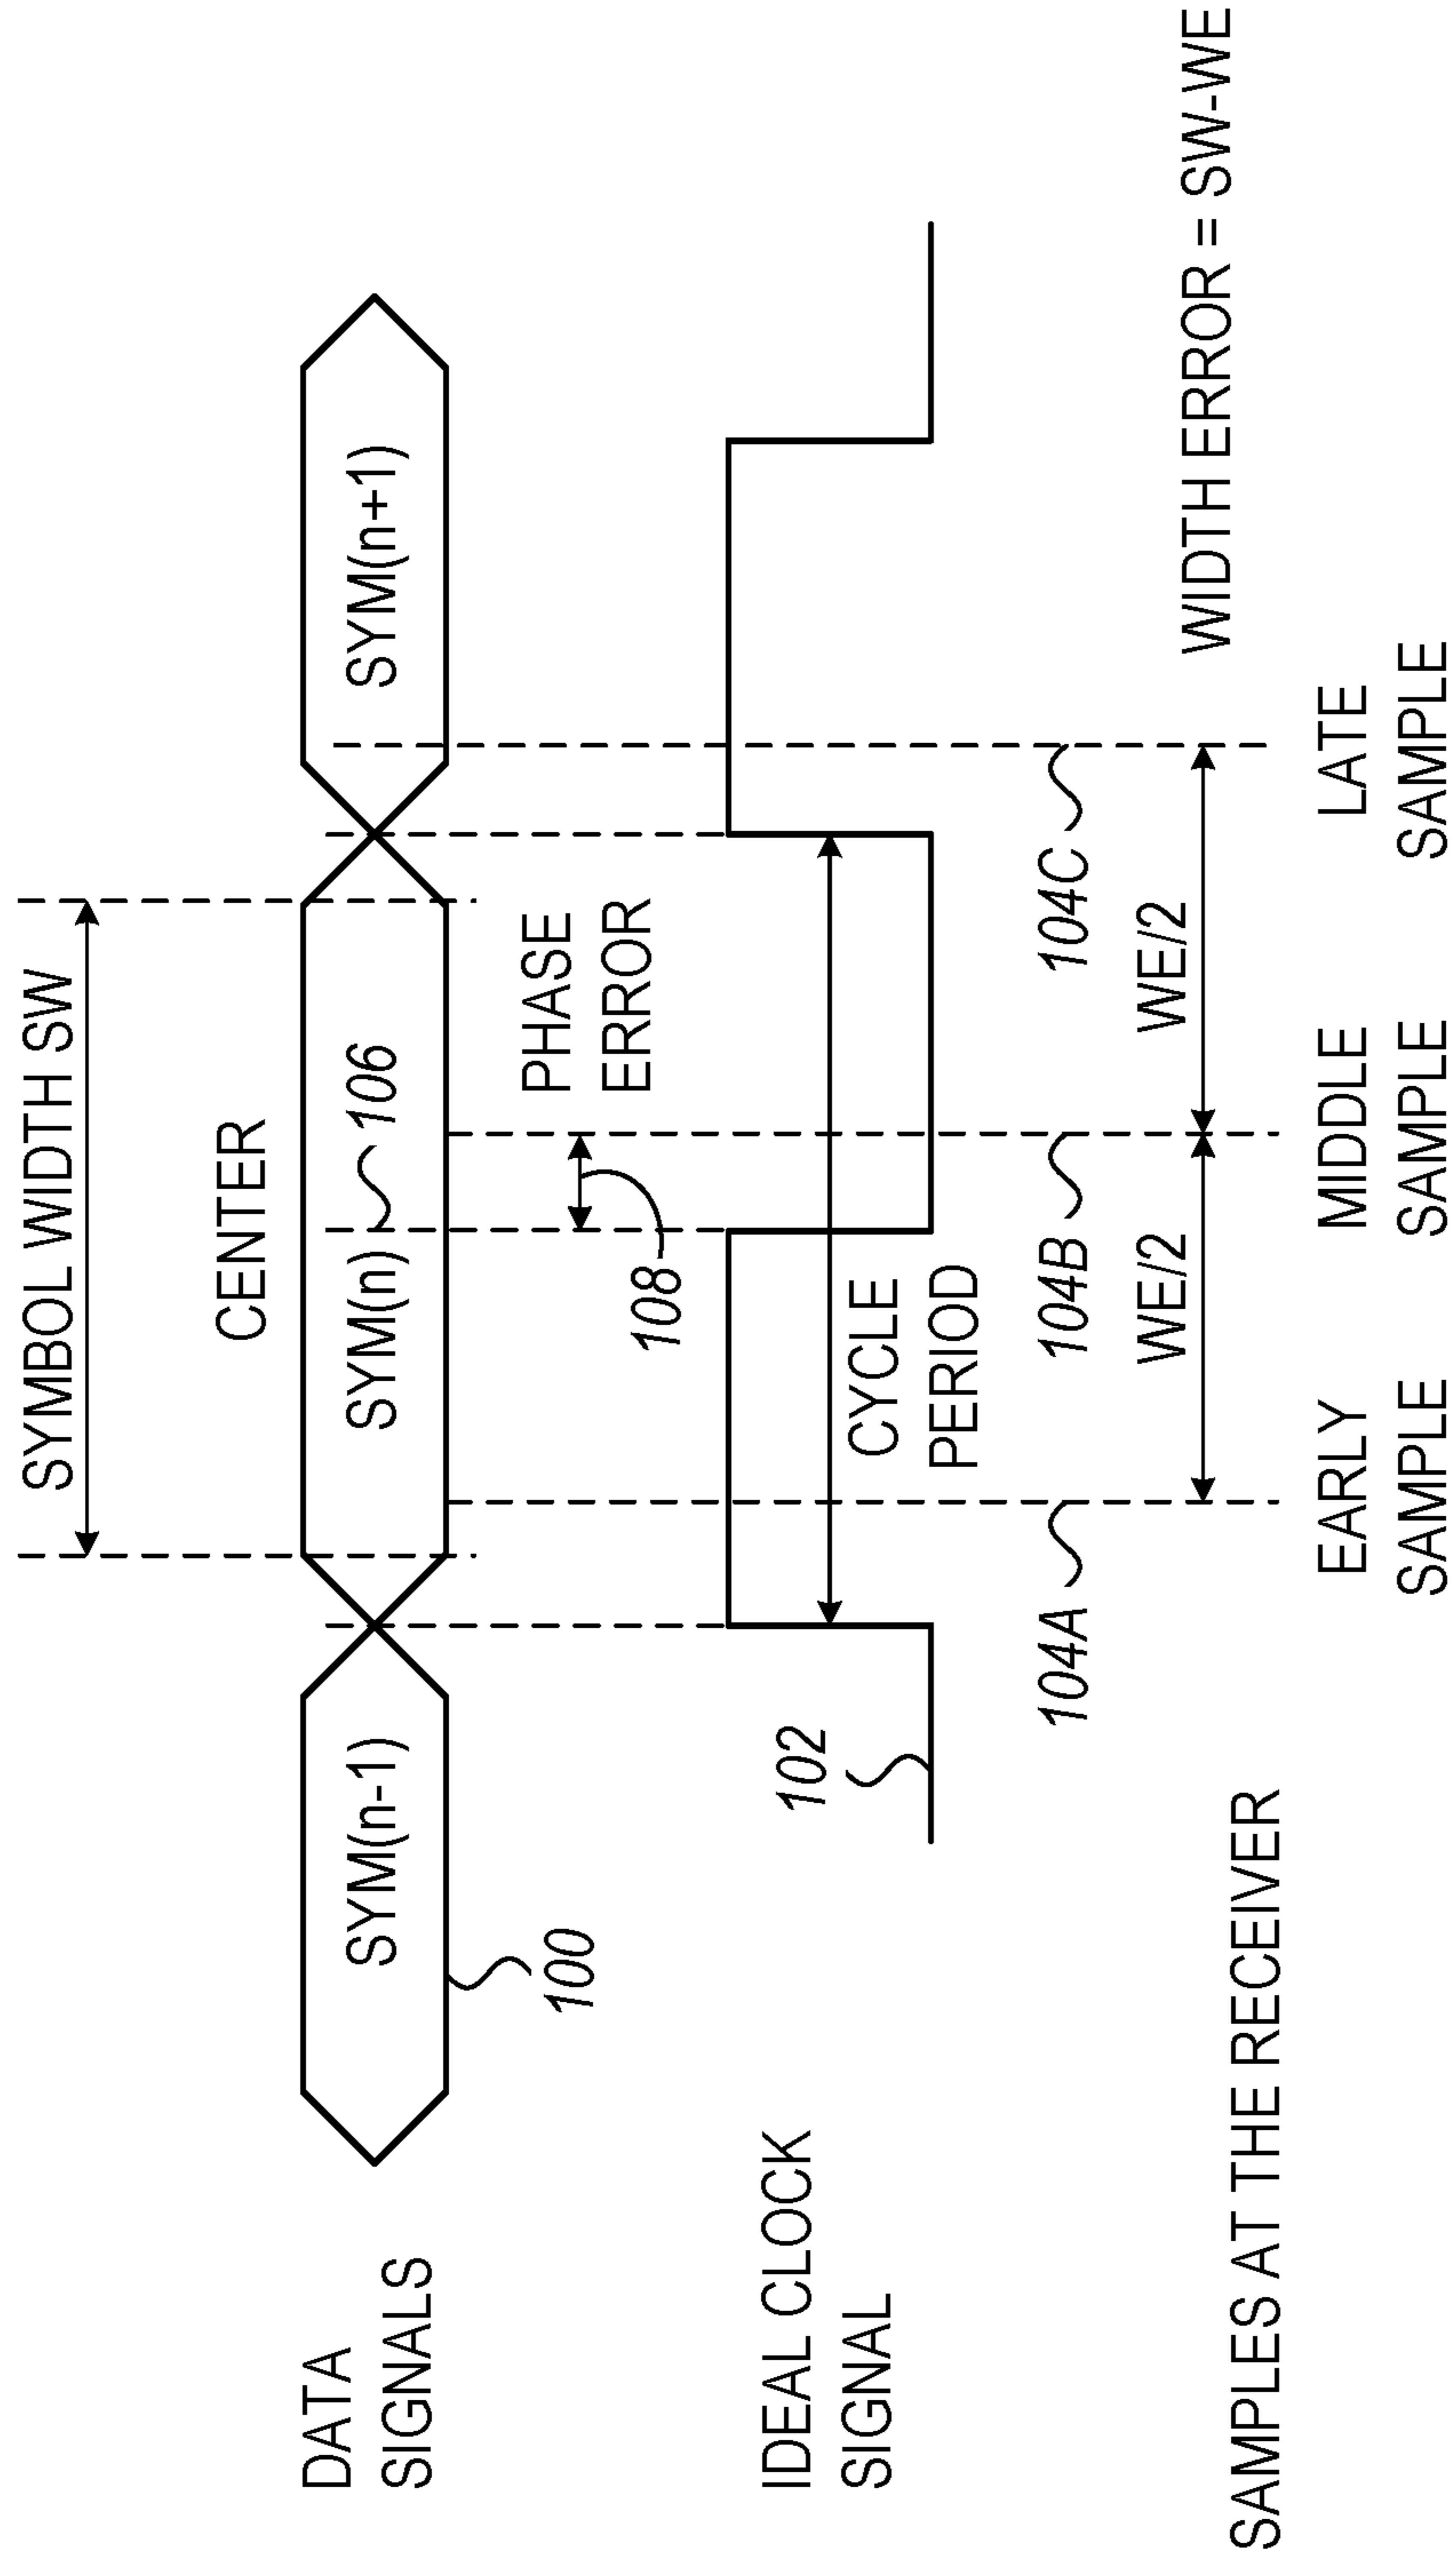 SYMBOL WIDTH SW
CENTER
DATA
SIGNALS
SYM(n-1)
SYM(n)
106
SYM(n+1)
100
PHASE
ERROR
108
IDEAL CLOCK
SIGNAL
102
CYCLE
PERIOD
104A
104B
104C
WE/2
WE/2
WIDTH ERROR = SW-WE
SAMPLES AT THE RECEIVER
EARLY
SAMPLE
MIDDLE
SAMPLE
LATE
SAMPLE